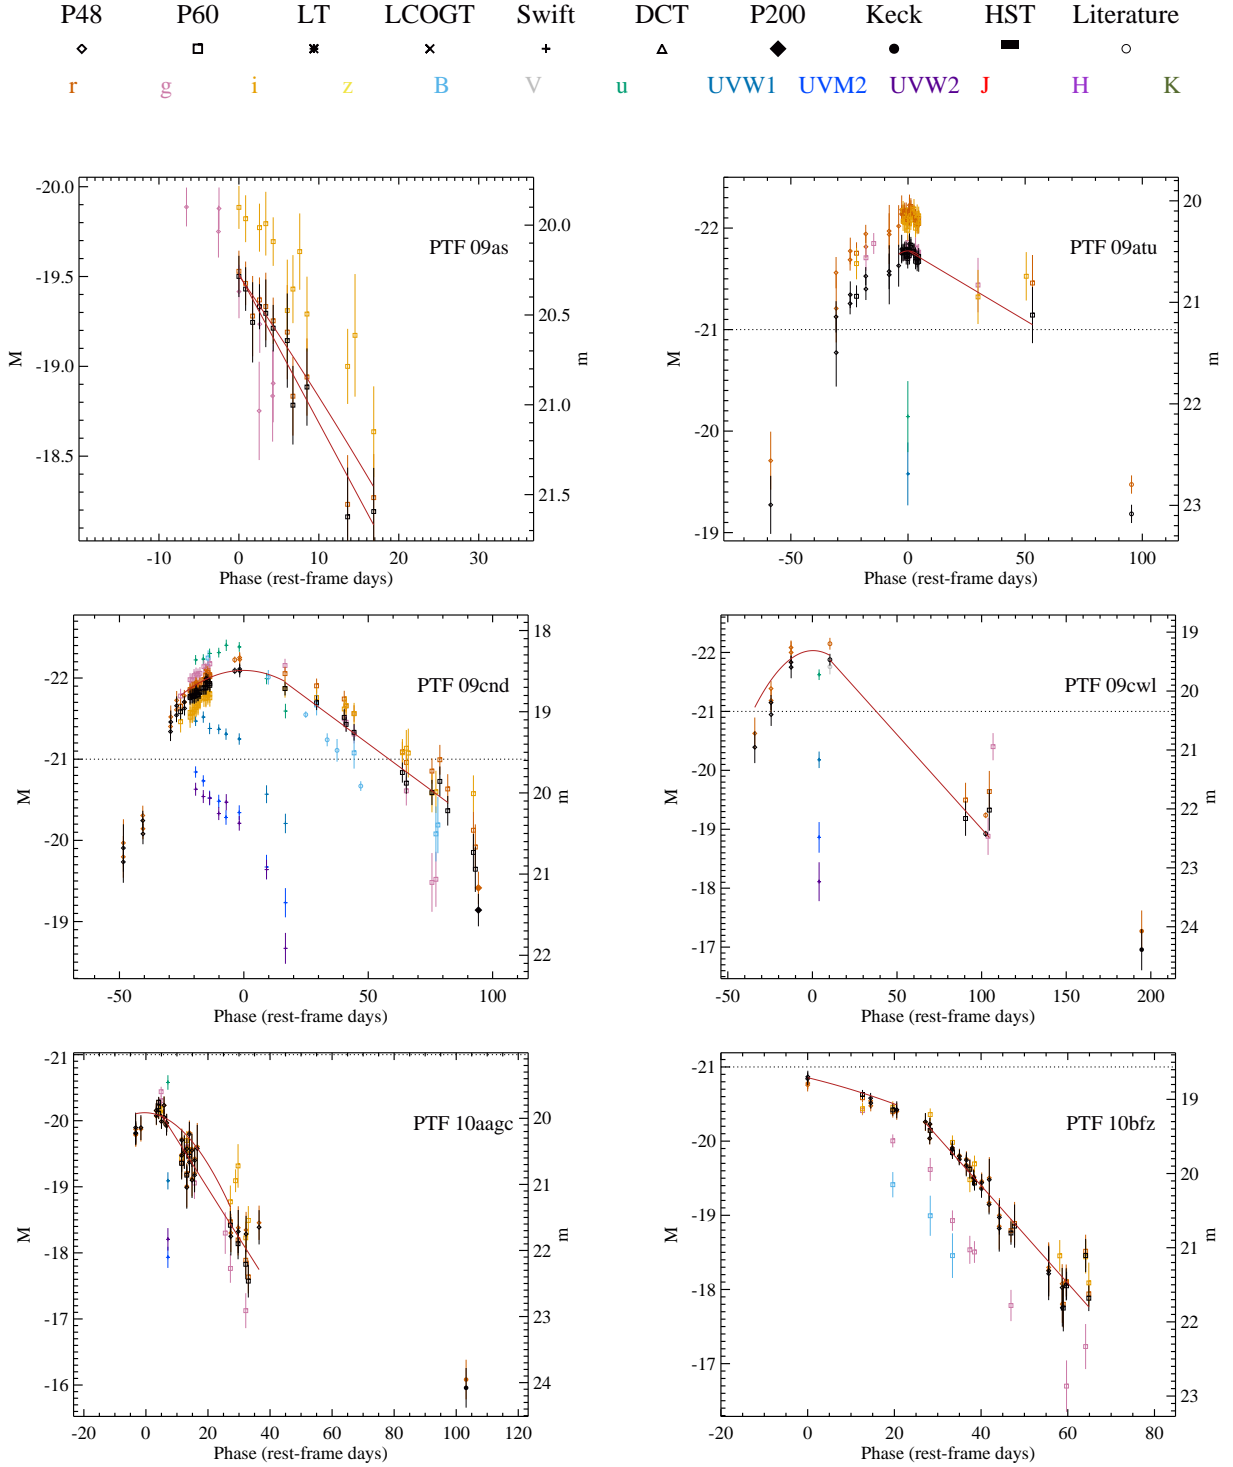 P48 P60 LT LCOGT Swift DCT P200 Keck HST Literature
r g i z B V u UVW1 UVM2 UVW2 J H K
-20.0 -19.5 -19.0 -18.5
M
PTF 09as
20.0 20.5 21.0 21.5
m
-10 0 10 20 30
Phase (rest-frame days)
-22 -21 -20 -19
M
PTF 09atu
20 21 22 23
m
-50 0 50 100
Phase (rest-frame days)
-22 -21 -20 -19
M
PTF 09cnd
18 19 20 21 22
m
-50 0 50 100
Phase (rest-frame days)
-22 -21 -20 -19 -18 -17
M
PTF 09cwl
19 20 21 22 23 24
m
-50 0 50 100 150 200
Phase (rest-frame days)
-21 -20 -19 -18 -17 -16
M
PTF 10aagc
20 21 22 23 24
m
-20 0 20 40 60 80 100 120
Phase (rest-frame days)
-21 -20 -19 -18 -17
M
PTF 10bfz
19 20 21 22 23
m
-20 0 20 40 60 80
Phase (rest-frame days)